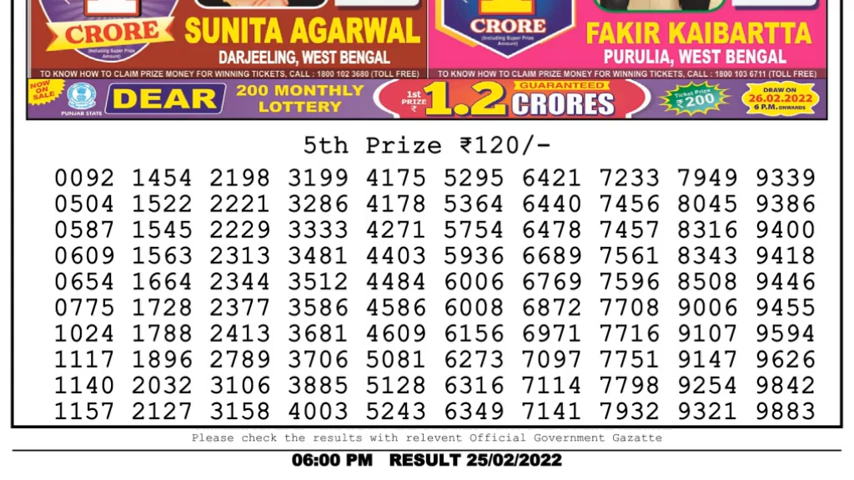 CRORE
(Including Super Prize Amount)
SUNITA AGARWAL
DARJEELING, WEST BENGAL
TO KNOW HOW TO CLAIM PRIZE MONEY FOR WINNING TICKETS, CALL : 1800 102 3680 (TOLL FREE)
CRORE
(Including Super Prize Amount)
FAKIR KAIBARTTA
PURULIA, WEST BENGAL
TO KNOW HOW TO CLAIM PRIZE MONEY FOR WINNING TICKETS, CALL : 1800 103 6711 (TOLL FREE)
NOW ON SALE
PUNJAB STATE
DEAR
200 MONTHLY
LOTTERY
1st PRIZE ₹
1.2
GUARANTEED
CRORES
Ticket Price
₹200
DRAW ON
26.02.2022
6 P.M. ONWARDS
5th Prize ₹120/-
0092 1454 2198 3199 4175 5295 6421 7233 7949 9339
0504 1522 2221 3286 4178 5364 6440 7456 8045 9386
0587 1545 2229 3333 4271 5754 6478 7457 8316 9400
0609 1563 2313 3481 4403 5936 6689 7561 8343 9418
0654 1664 2344 3512 4484 6006 6769 7596 8508 9446
0775 1728 2377 3586 4586 6008 6872 7708 9006 9455
1024 1788 2413 3681 4609 6156 6971 7716 9107 9594
1117 1896 2789 3706 5081 6273 7097 7751 9147 9626
1140 2032 3106 3885 5128 6316 7114 7798 9254 9842
1157 2127 3158 4003 5243 6349 7141 7932 9321 9883
Please check the results with relevent Official Government Gazatte
06:00 PM RESULT 25/02/2022